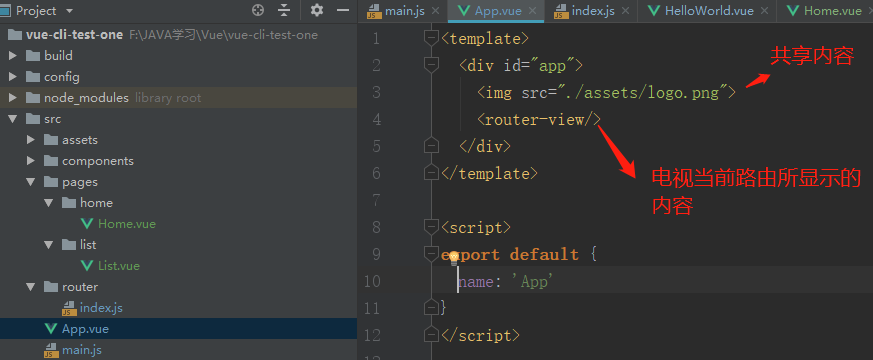 Project
vue-cli-test-one F:\JAVA学习\Vue\vue-cli-test-one
build
config
node_modules library root
src
assets
components
pages
home
Home.vue
list
List.vue
router
index.js
App.vue
main.js
main.js App.vue index.js HelloWorld.vue Home.vue
1 <template>
2 <div id="app">
3 <img src="./assets/logo.png">
4 <router-view/>
5 </div>
6 </template>
7
8 <script>
9 export default {
10 name: 'App'
11 }
12 </script>
共享内容
电视当前路由所显示的
内容